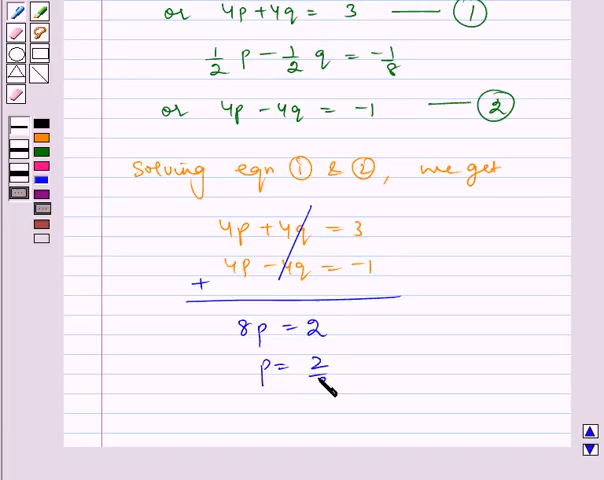 or 4p + 4q = 3 —— ①
1/2 p − 1/2 q = −1/8
or 4p − 4q = −1 —— ②
Solving eqn ① & ②, we get
4p + 4q = 3
4p − 4q = −1
+
8p = 2
p = 2/